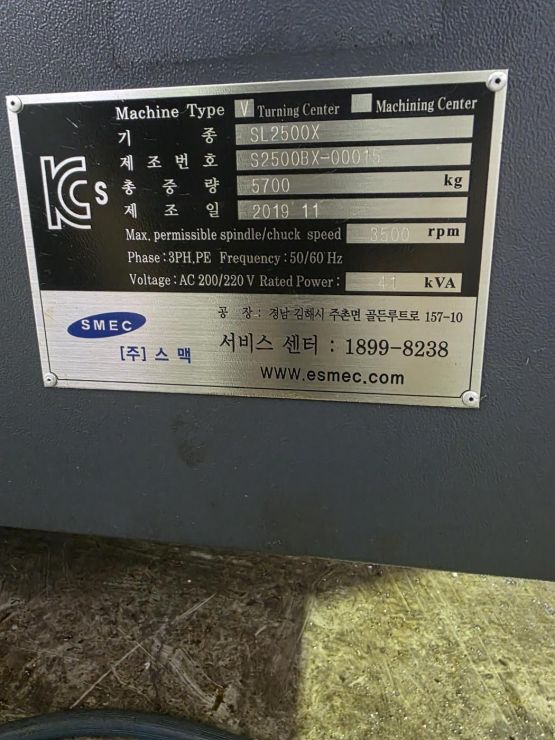 Machine Type V Turning Center Machining Center
기 종 SL2500X
제 조 번 호 S2500BX-00015
총 중 량 5700 kg
제 조 일 2019 11
Max. permissible spindle/chuck speed 3500 rpm
Phase: 3PH,PE Frequency: 50/60 Hz
Voltage: AC 200/220 V Rated Power: 41 kVA
KCs
SMEC
[주] 스 맥
공 장 : 경남 김해시 주촌면 골든루트로 157-10
서비스 센터 : 1899-8238
www.esmec.com